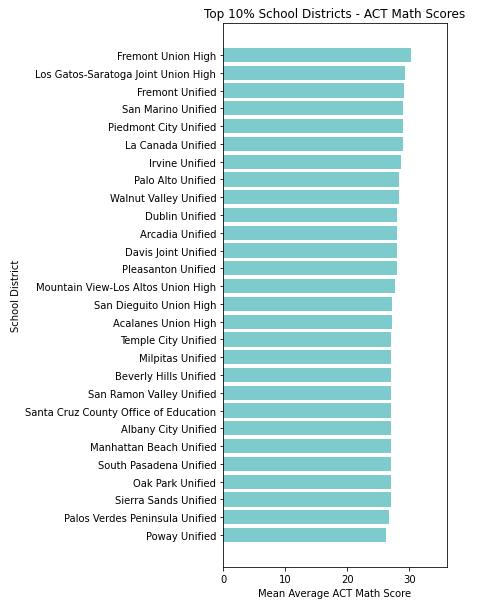 Top 10% School Districts - ACT Math Scores
School District
Fremont Union High
Los Gatos-Saratoga Joint Union High
Fremont Unified
San Marino Unified
Piedmont City Unified
La Canada Unified
Irvine Unified
Palo Alto Unified
Walnut Valley Unified
Dublin Unified
Arcadia Unified
Davis Joint Unified
Pleasanton Unified
Mountain View-Los Altos Union High
San Dieguito Union High
Acalanes Union High
Temple City Unified
Milpitas Unified
Beverly Hills Unified
San Ramon Valley Unified
Santa Cruz County Office of Education
Albany City Unified
Manhattan Beach Unified
South Pasadena Unified
Oak Park Unified
Sierra Sands Unified
Palos Verdes Peninsula Unified
Poway Unified
0 10 20 30
Mean Average ACT Math Score